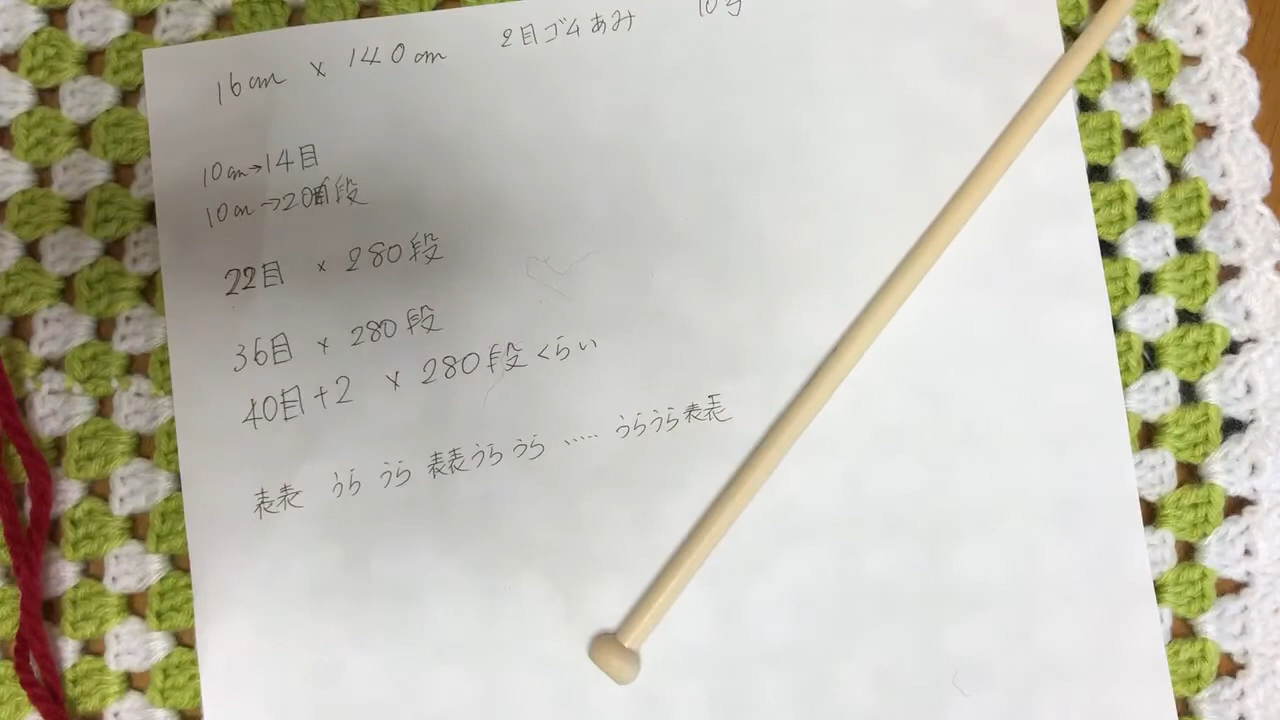 16cm × 140cm 2目ゴムあみ 10号
10cm→14目
10cm→20段
22目 × 280段
36目 × 280段
40目+2 × 280段くらい
表表 うら うら 表表うらうら ····· うらうら表表